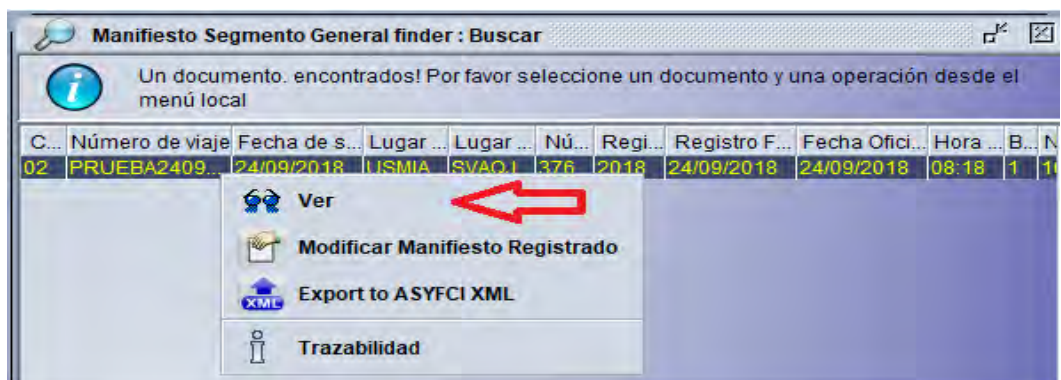 Manifiesto Segmento General finder : Buscar
Un documento. encontrados! Por favor seleccione un documento y una operación desde el
menú local
C... Número de viaje Fecha de s... Lugar ... Lugar ... Nú... Regi... Registro F... Fecha Ofici... Hora ... B... N
02 PRUEBA2409... 24/09/2018 USMIA SVAQJ 376 2018 24/09/2018 24/09/2018 08:18 1
Ver
Modificar Manifiesto Registrado
XML Export to ASYFCI XML
Trazabilidad